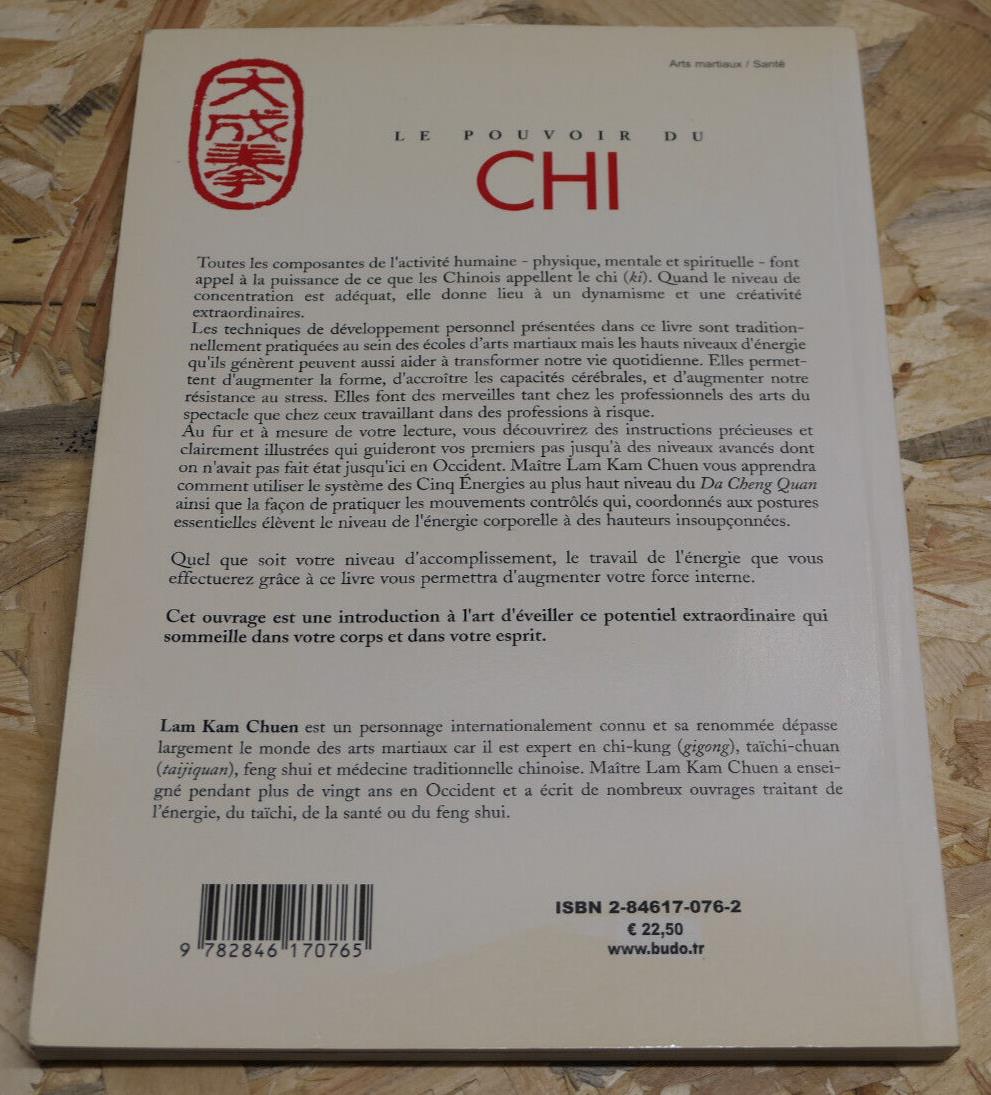 大成拳
Arts martiaux / Santé
LE POUVOIR DU
CHI
Toutes les composantes de l'activité humaine - physique, mentale et spirituelle - font
appel à la puissance de ce que les Chinois appellent le chi (ki). Quand le niveau de
concentration est adéquat, elle donne lieu à un dynamisme et une créativité
extraordinaires.
Les techniques de développement personnel présentées dans ce livre sont tradition-
nellement pratiquées au sein des écoles d'arts martiaux mais les hauts niveaux d'énergie
qu'ils génèrent peuvent aussi aider à transformer notre vie quotidienne. Elles permet-
tent d'augmenter la forme, d'accroître les capacités cérébrales, et d'augmenter notre
résistance au stress. Elles font des merveilles tant chez les professionnels des arts du
spectacle que chez ceux travaillant dans des professions à risque.
Au fur et à mesure de votre lecture, vous découvrirez des instructions précieuses et
clairement illustrées qui guideront vos premiers pas jusqu'à des niveaux avancés dont
on n'avait pas fait état jusqu'ici en Occident. Maître Lam Kam Chuen vous apprendra
comment utiliser le système des Cinq Énergies au plus haut niveau du Da Cheng Quan
ainsi que la façon de pratiquer les mouvements contrôlés qui, coordonnés aux postures
essentielles élèvent le niveau de l'énergie corporelle à des hauteurs insoupçonnées.
Quel que soit votre niveau d'accomplissement, le travail de l'énergie que vous
effectuerez grâce à ce livre vous permettra d'augmenter votre force interne.
Cet ouvrage est une introduction à l'art d'éveiller ce potentiel extraordinaire qui
sommeille dans votre corps et dans votre esprit.
Lam Kam Chuen est un personnage internationalement connu et sa renommée dépasse
largement le monde des arts martiaux car il est expert en chi-kung (gigong), taïchi-chuan
(taijiquan), feng shui et médecine traditionnelle chinoise. Maître Lam Kam Chuen a ensei-
gné pendant plus de vingt ans en Occident et a écrit de nombreux ouvrages traitant de
l'énergie, du taïchi, de la santé ou du feng shui.
9 782846 170765
ISBN 2-84617-076-2
€ 22,50
www.budo.fr